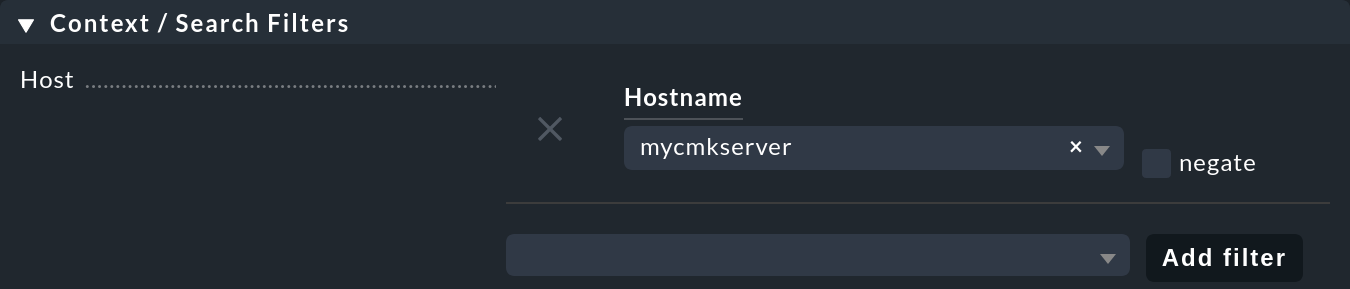 Context / Search Filters
Host
Hostname
mycmkserver
negate
Add filter